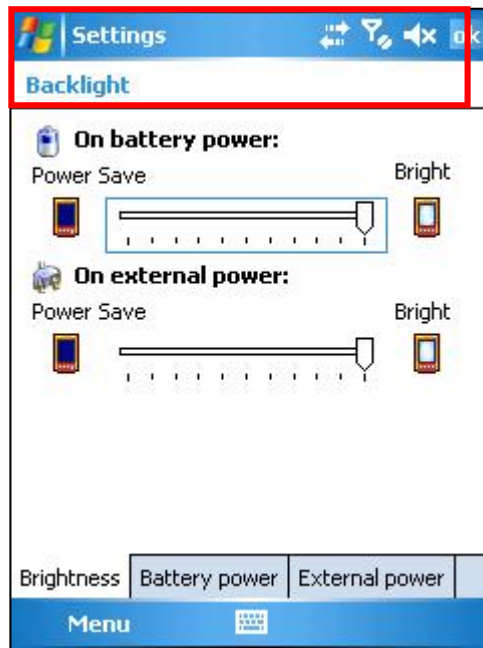 Settings ok
Backlight
On battery power:
Power Save Bright
On external power:
Power Save Bright
Brightness Battery power External power
Menu